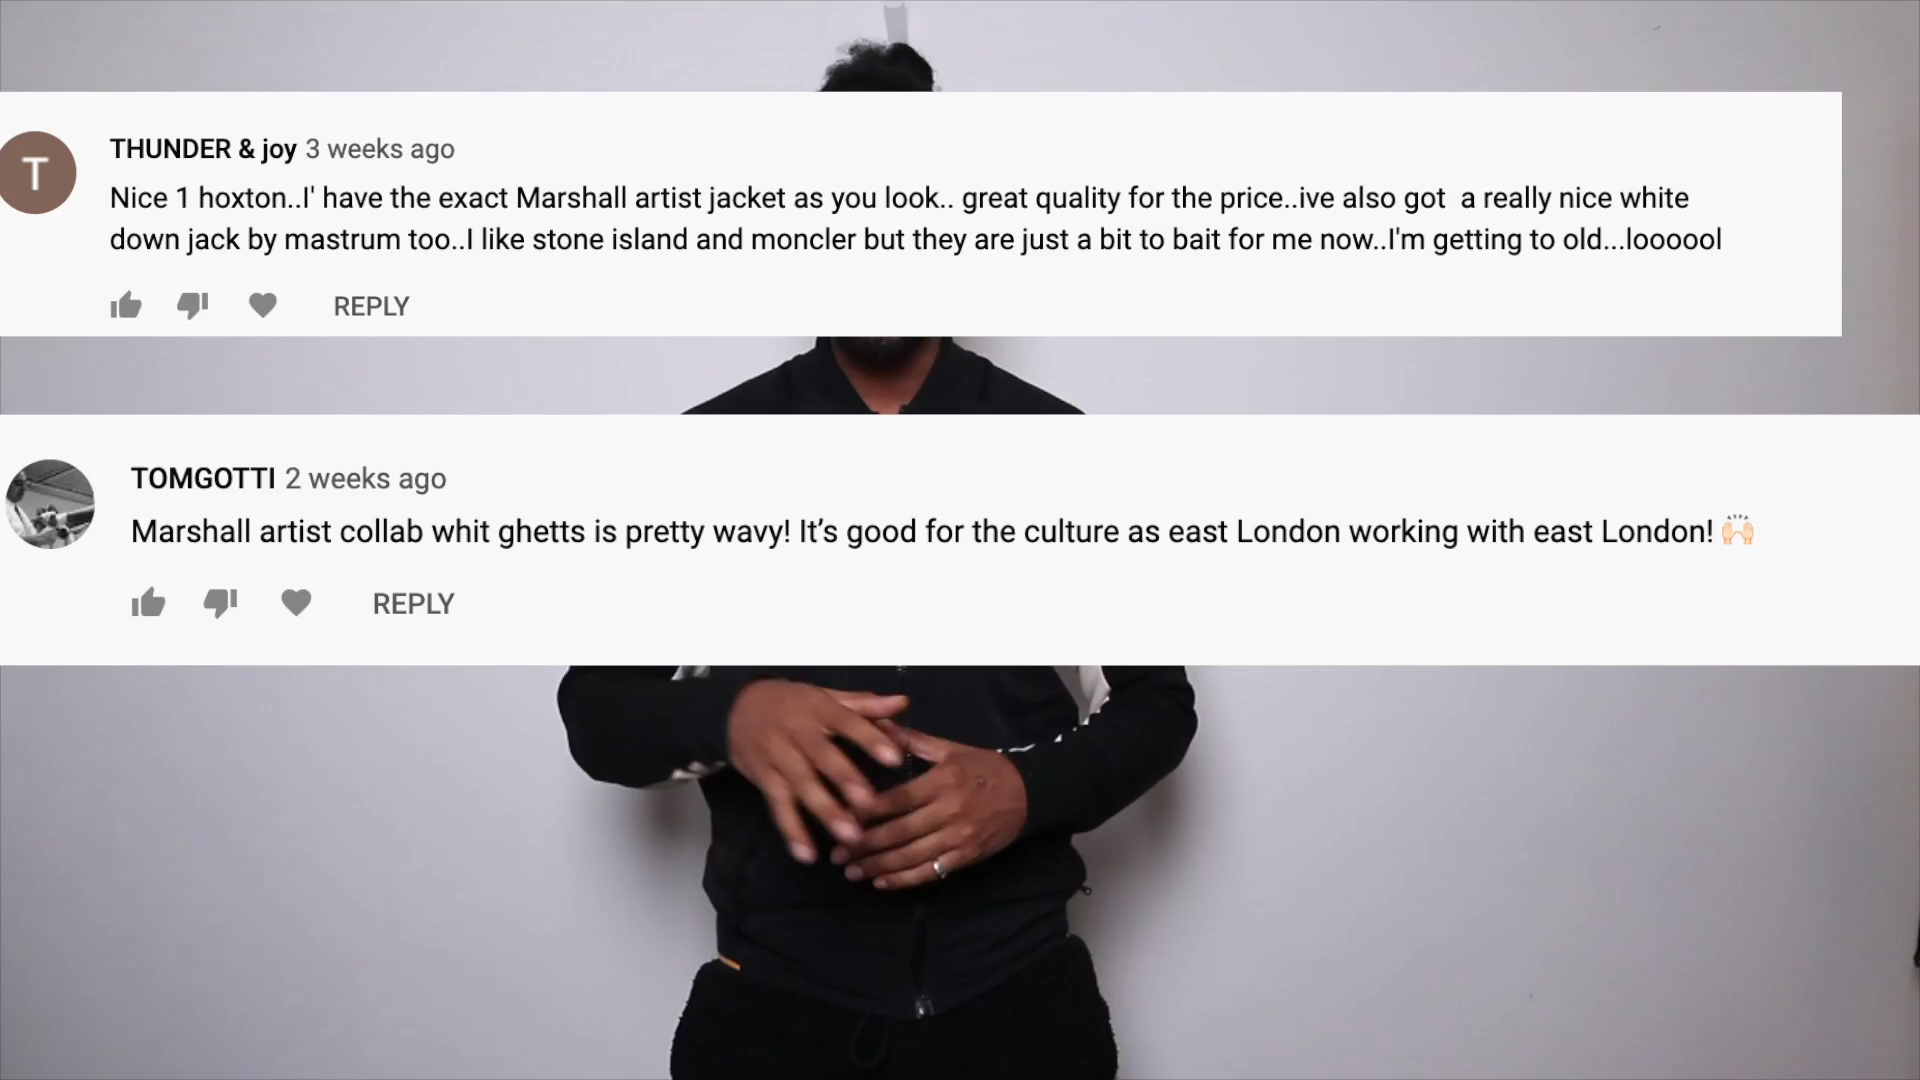 T
THUNDER & joy 3 weeks ago
Nice 1 hoxton..I' have the exact Marshall artist jacket as you look.. great quality for the price..ive also got  a really nice white
down jack by mastrum too..I like stone island and moncler but they are just a bit to bait for me now..I'm getting to old...loooool
REPLY
TOMGOTTI 2 weeks ago
Marshall artist collab whit ghetts is pretty wavy! It’s good for the culture as east London working with east London! 🙌🏻
REPLY